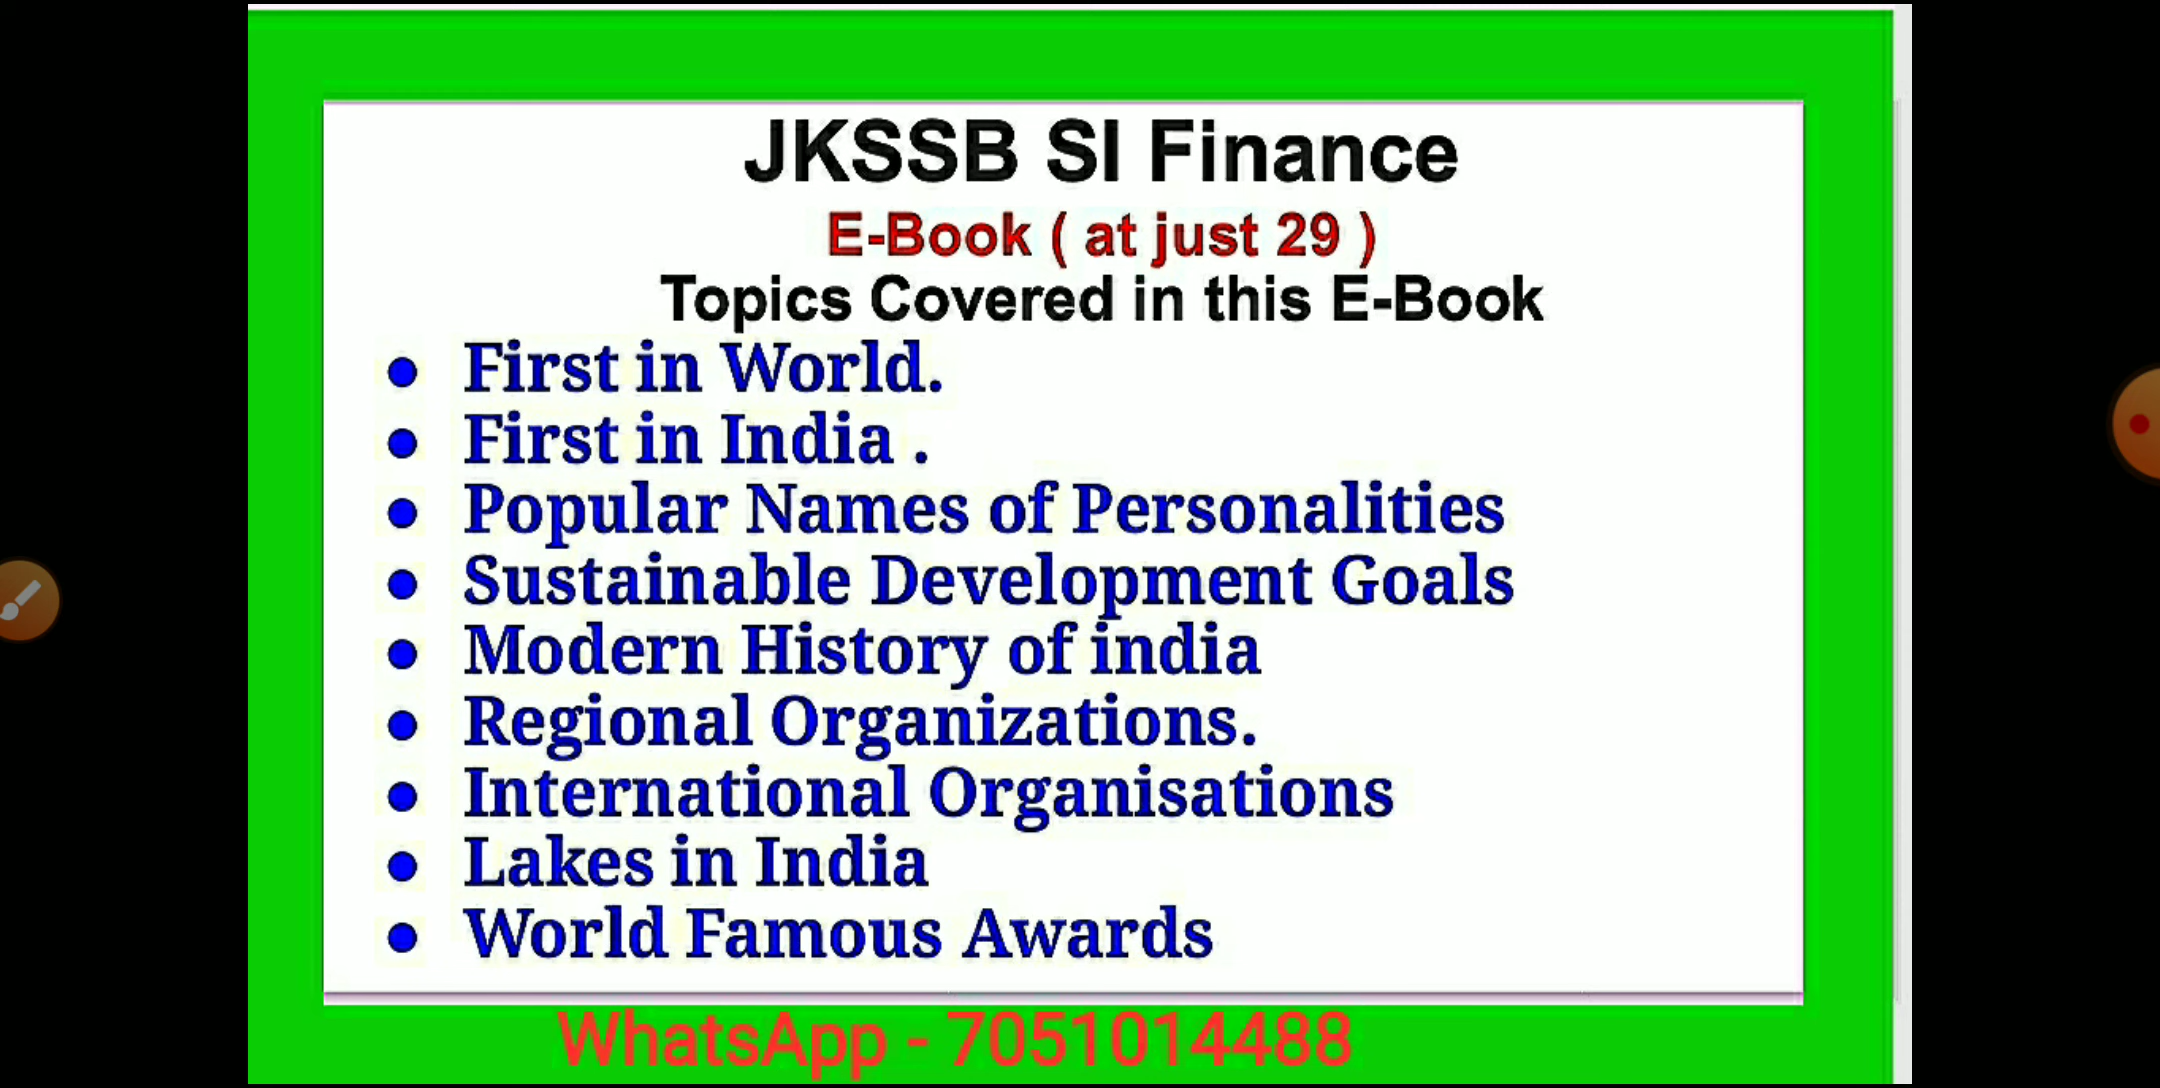 JKSSB SI Finance
E-Book ( at just 29 )
Topics Covered in this E-Book
● First in World.
● First in India .
● Popular Names of Personalities
● Sustainable Development Goals
● Modern History of india
● Regional Organizations.
● International Organisations
● Lakes in India
● World Famous Awards
WhatsApp - 7051014488